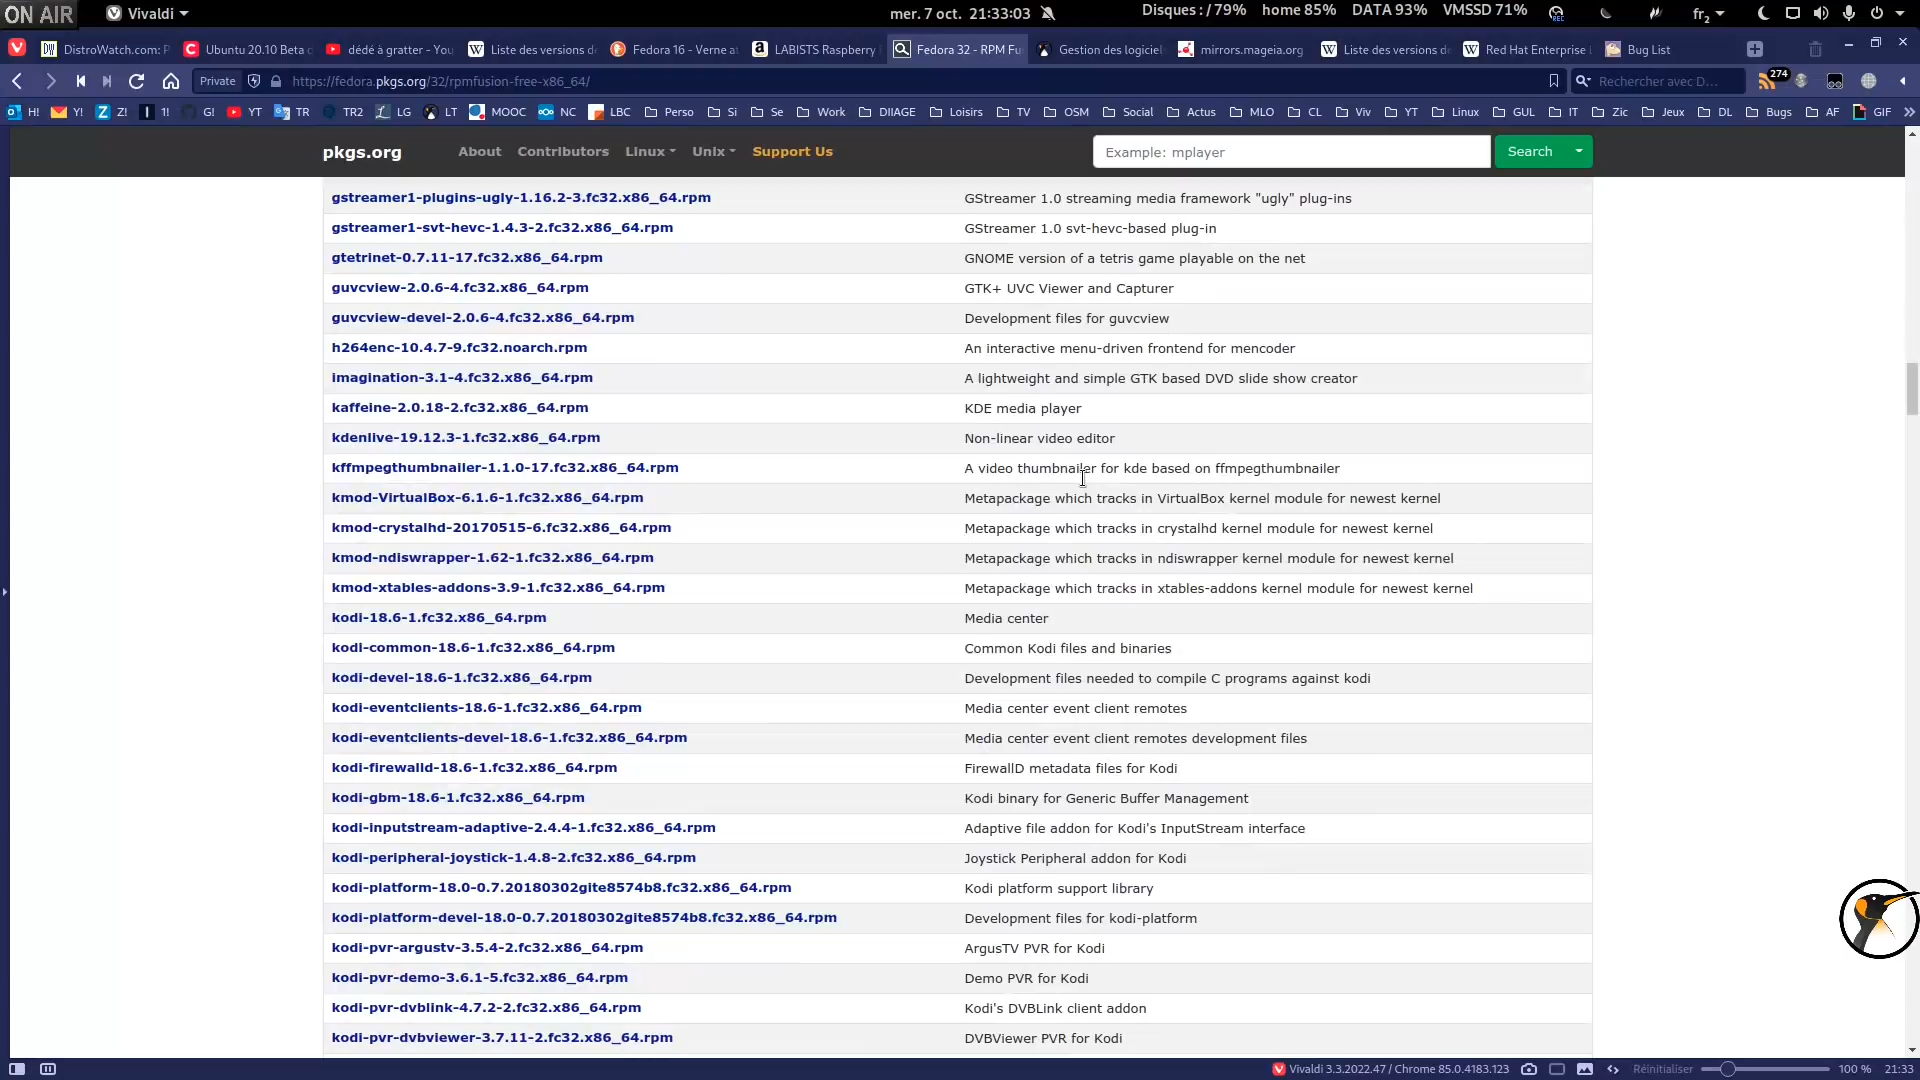 ON AIR Vivaldi mer. 7 oct. 21:33:03 Disques : / 79% home 85% DATA 93% VMSSD 71% REC fr₂
DistroWatch.com: P Ubuntu 20.10 Beta d dédé à gratter - You Liste des versions de Fedora 16 - Verne at LABISTS Raspberry Fedora 32 - RPM Fu Gestion des logiciel mirrors.mageia.org Liste des versions de Red Hat Enterprise L Bug List
Private https://fedora.pkgs.org/32/rpmfusion-free-x86_64/ Rechercher avec D... 274
H! Y! Z! 1! G! YT TR TR2 LG LT MOOC NC LBC Perso Si Se Work DIIAGE Loisirs TV OSM Social Actus MLO CL Viv YT Linux GUL IT Zic Jeux DL Bugs AF GIF
pkgs.org About Contributors Linux Unix Support Us Example: mplayer Search
gstreamer1-plugins-ugly-1.16.2-3.fc32.x86_64.rpm GStreamer 1.0 streaming media framework "ugly" plug-ins
gstreamer1-svt-hevc-1.4.3-2.fc32.x86_64.rpm GStreamer 1.0 svt-hevc-based plug-in
gtetrinet-0.7.11-17.fc32.x86_64.rpm GNOME version of a tetris game playable on the net
guvcview-2.0.6-4.fc32.x86_64.rpm GTK+ UVC Viewer and Capturer
guvcview-devel-2.0.6-4.fc32.x86_64.rpm Development files for guvcview
h264enc-10.4.7-9.fc32.noarch.rpm An interactive menu-driven frontend for mencoder
imagination-3.1-4.fc32.x86_64.rpm A lightweight and simple GTK based DVD slide show creator
kaffeine-2.0.18-2.fc32.x86_64.rpm KDE media player
kdenlive-19.12.3-1.fc32.x86_64.rpm Non-linear video editor
kffmpegthumbnailer-1.1.0-17.fc32.x86_64.rpm A video thumbnailer for kde based on ffmpegthumbnailer
kmod-VirtualBox-6.1.6-1.fc32.x86_64.rpm Metapackage which tracks in VirtualBox kernel module for newest kernel
kmod-crystalhd-20170515-6.fc32.x86_64.rpm Metapackage which tracks in crystalhd kernel module for newest kernel
kmod-ndiswrapper-1.62-1.fc32.x86_64.rpm Metapackage which tracks in ndiswrapper kernel module for newest kernel
kmod-xtables-addons-3.9-1.fc32.x86_64.rpm Metapackage which tracks in xtables-addons kernel module for newest kernel
kodi-18.6-1.fc32.x86_64.rpm Media center
kodi-common-18.6-1.fc32.x86_64.rpm Common Kodi files and binaries
kodi-devel-18.6-1.fc32.x86_64.rpm Development files needed to compile C programs against kodi
kodi-eventclients-18.6-1.fc32.x86_64.rpm Media center event client remotes
kodi-eventclients-devel-18.6-1.fc32.x86_64.rpm Media center event client remotes development files
kodi-firewalld-18.6-1.fc32.x86_64.rpm FirewallD metadata files for Kodi
kodi-gbm-18.6-1.fc32.x86_64.rpm Kodi binary for Generic Buffer Management
kodi-inputstream-adaptive-2.4.4-1.fc32.x86_64.rpm Adaptive file addon for Kodi's InputStream interface
kodi-peripheral-joystick-1.4.8-2.fc32.x86_64.rpm Joystick Peripheral addon for Kodi
kodi-platform-18.0-0.7.20180302gite8574b8.fc32.x86_64.rpm Kodi platform support library
kodi-platform-devel-18.0-0.7.20180302gite8574b8.fc32.x86_64.rpm Development files for kodi-platform
kodi-pvr-argustv-3.5.4-2.fc32.x86_64.rpm ArgusTV PVR for Kodi
kodi-pvr-demo-3.6.1-5.fc32.x86_64.rpm Demo PVR for Kodi
kodi-pvr-dvblink-4.7.2-2.fc32.x86_64.rpm Kodi's DVBLink client addon
kodi-pvr-dvbviewer-3.7.11-2.fc32.x86_64.rpm DVBViewer PVR for Kodi
Vivaldi 3.3.2022.47 / Chrome 85.0.4183.123 Réinitialiser 100 % 21:33